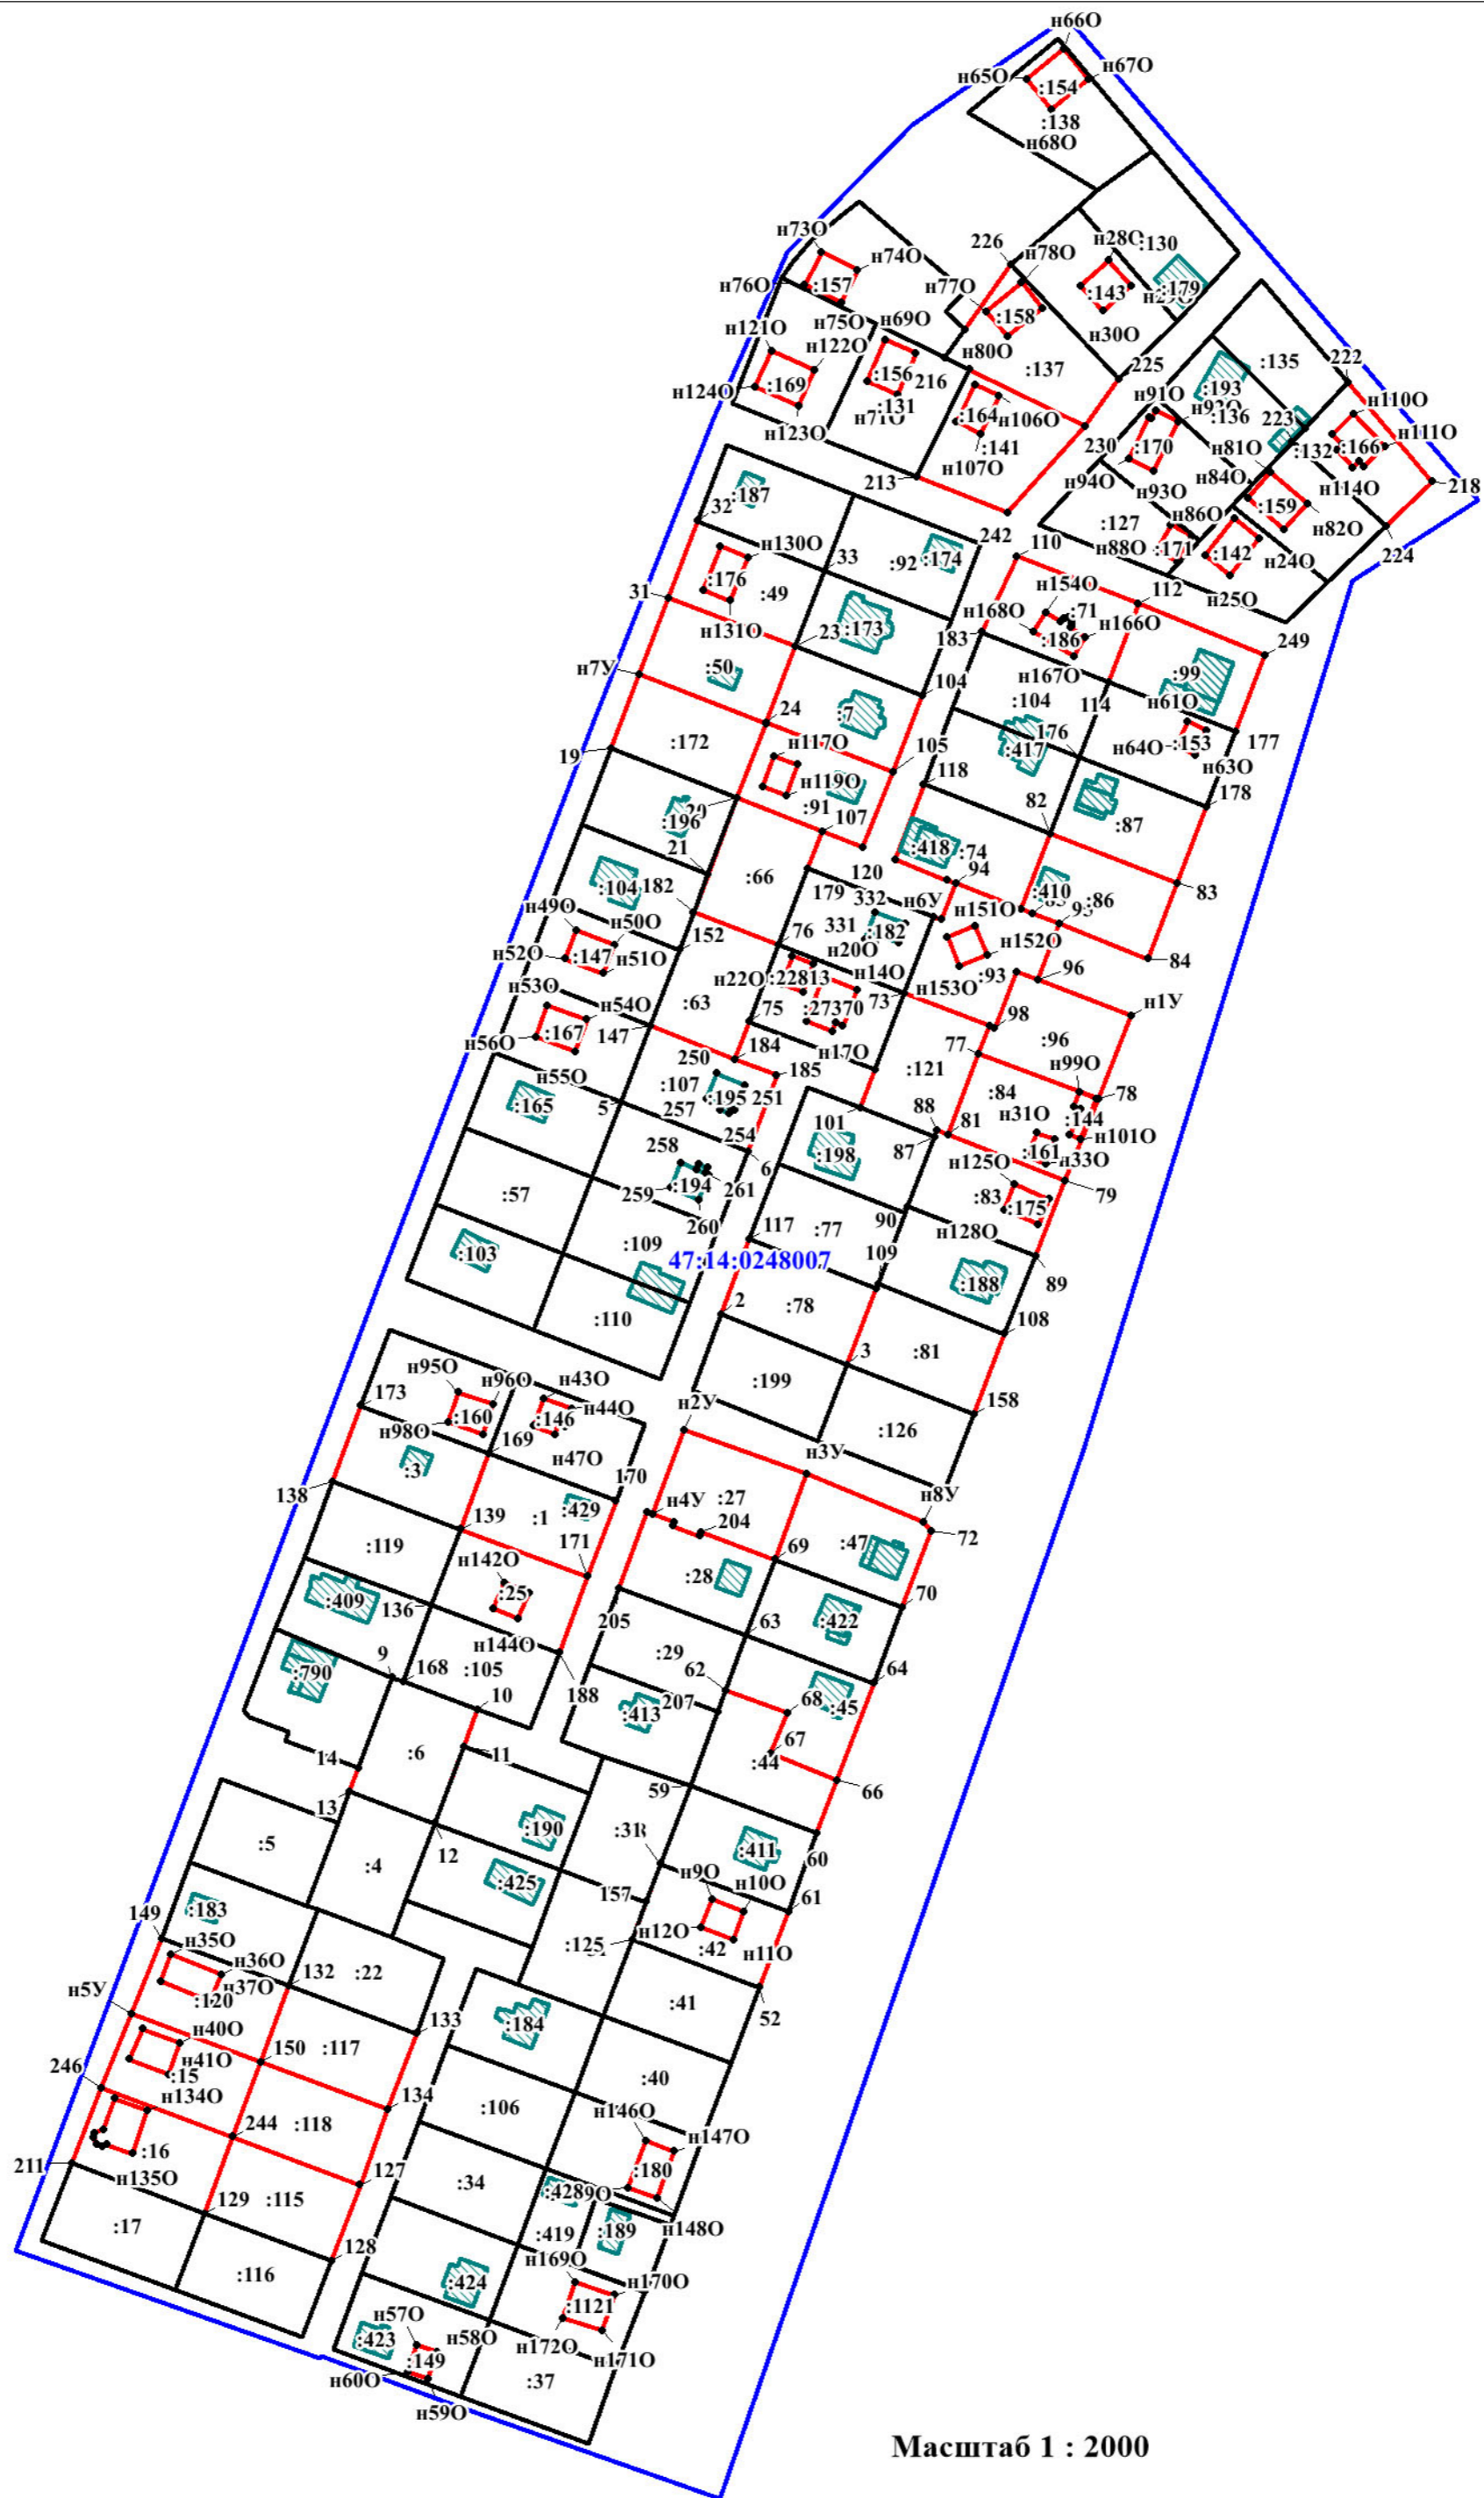 н66О
н65О
н67О
:154
:138
н68О
н73О
н74О
226
н78О
н28О
:130
н76О
:157
н77О
:143
:179
н75О
н69О
:158
н30О
н121О
н122О
н80О
:137
225
222
:135
н124О
:169
:156
216
:193
н110О
н123О
:131
:164
н106О
н91О
:136
223
н111О
:141
230
:170
н81О
:132
:166
н107О
н84О
213
н94О
н114О
218
н93О
:159
:187
:127
н86О
н82О
32
242
110
н88О
:171
:142
н24О
224
н130О
33
:92
:174
н154О
112
н25О
31
:176
:49
н168О
:71
н166О
н131О
23
:173
183
:186
249
н7У
:50
н167О
:99
104
:104
114
н61О
24
:7
176
:417
н64О
:153
177
:172
н117О
105
н63О
19
н119О
118
178
:91
82
:87
:196
107
:418
:74
21
120
94
83
:66
:410
:86
:104
182
179
332
н6У
н49О
н50О
331
:182
н151О
152
76
н20О
н152О
84
н52О
:147
н51О
н14О
:93
96
н53О
н22О
н153О
н54О
:63
75
73
н1У
:167
147
98
н56О
184
н17О
77
:96
н99О
н55О
250
185
:121
:84
78
:107
:195
251
н31О
:144
:165
5
257
101
88
81
н101О
254
87
:161
н33О
258
6
:198
н125О
:194
261
:83
79
:57
259
90
:175
117
:77
н128О
260
:103
:109
47:14:0248007
109
:188
89
2
:78
108
:110
3
:81
н95О
н96О
н43О
:199
158
173
н2У
:160
:146
н44О
:126
н98О
169
н47О
н3У
:3
170
н8У
138
н4У
:27
139
:1
:429
204
72
:119
171
:47
н142О
69
:25
:28
70
:409
136
:422
205
63
н144О
9
168
:105
:29
64
:790
10
62
188
68
:45
:413
207
67
14
:6
11
:44
59
66
13
:190
:5
:411
60
:4
12
н9О
н10О
:425
157
61
149
:183
н35О
н12О
н36О
:125
:42
н11О
132
:22
н37О
н5У
:120
:41
133
52
н40О
:184
н41О
150
:117
246
:15
:40
н134О
134
:106
н146О
244
:118
н147О
:16
211
127
:180
н135О
:34
129
:115
:17
:419
:189
н148О
128
н169О
:116
:424
н170О
:1121
н57О
:423
н58О
н172О
:149
н171О
н60О
:37
н59О
Масштаб 1 : 2000